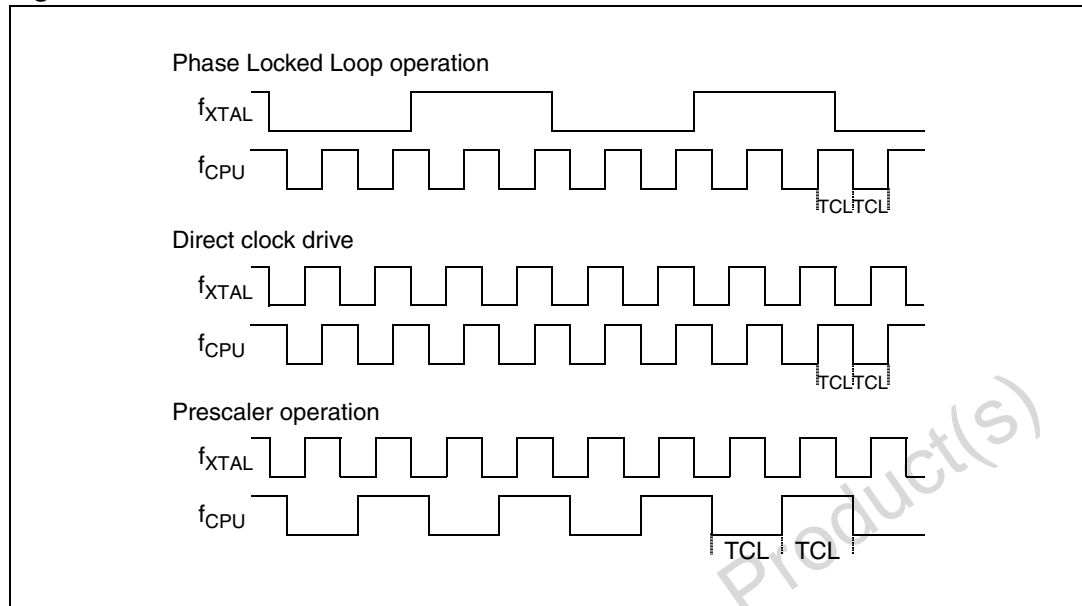 Phase Locked Loop operation
fXTAL
fCPU
TCL TCL
Direct clock drive
fXTAL
fCPU
TCL TCL
Prescaler operation
fXTAL
fCPU
TCL TCL
Product(s)